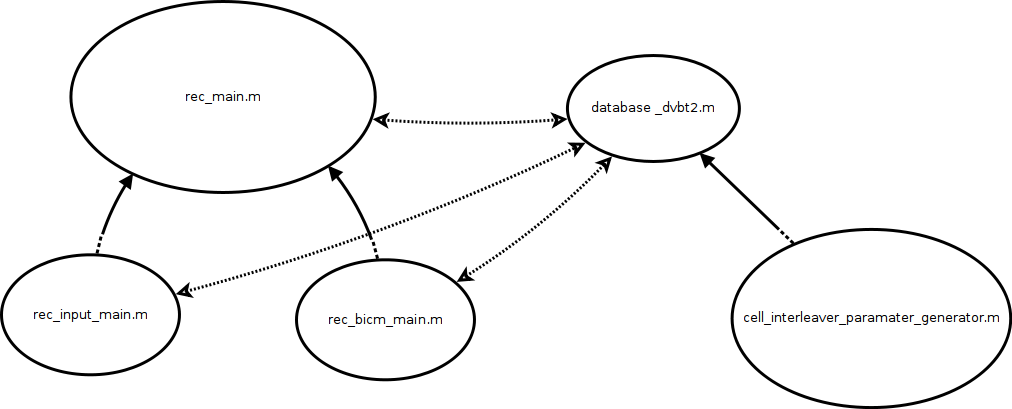 rec_main.m
database _dvbt2.m
rec_input_main.m
rec_bicm_main.m
cell_interleaver_paramater_generator.m